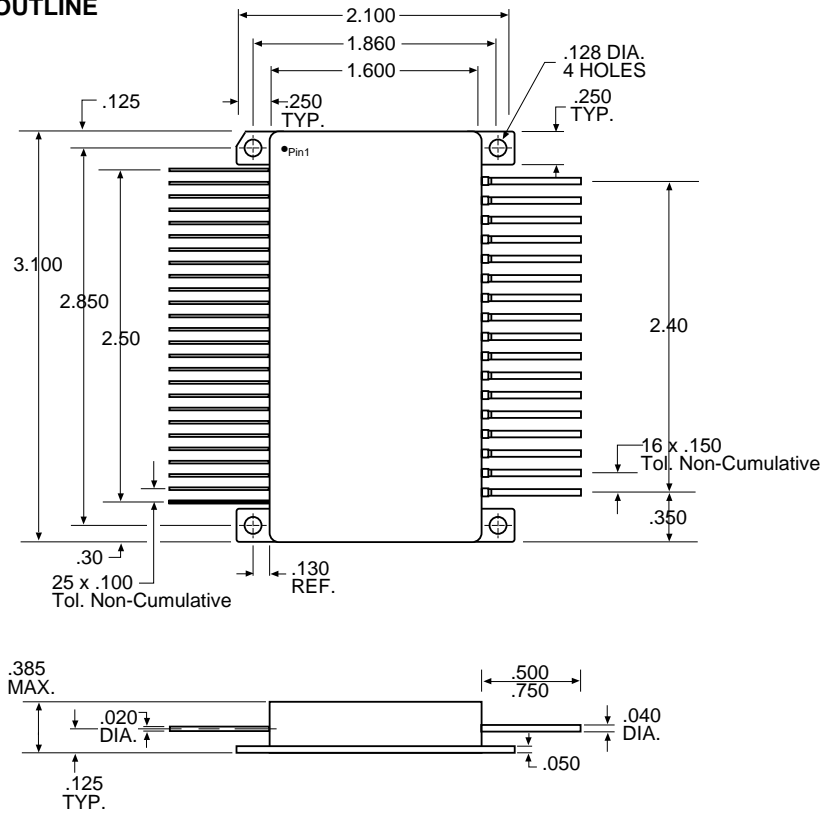 OUTLINE
2.100
1.860
1.600
.128 DIA.
4 HOLES
.125
.250
TYP.
.250
TYP.
Pin1
3.100
2.850
2.50
2.40
16 x .150
Tol. Non-Cumulative
.350
.30
25 x .100
Tol. Non-Cumulative
.130
REF.
.385
MAX.
.020
DIA.
.125
TYP.
.500
.750
.040
DIA.
.050